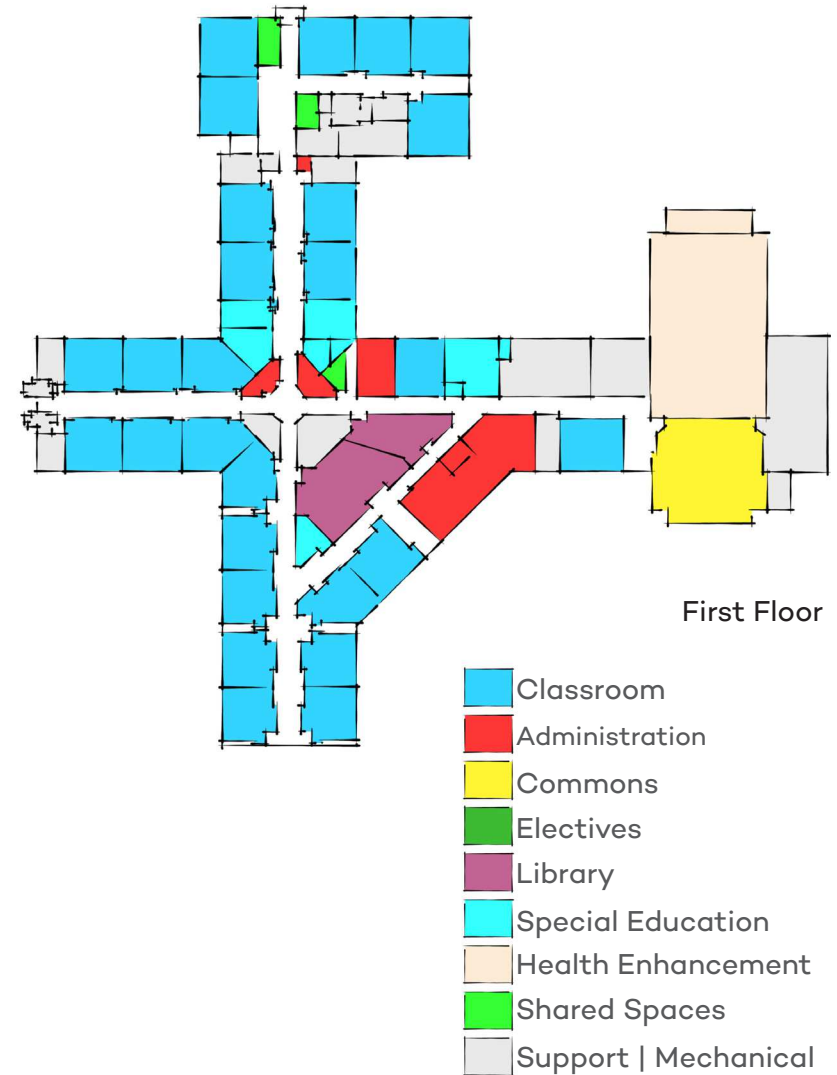 First Floor
Classroom
Administration
Commons
Electives
Library
Special Education
Health Enhancement
Shared Spaces
Support | Mechanical